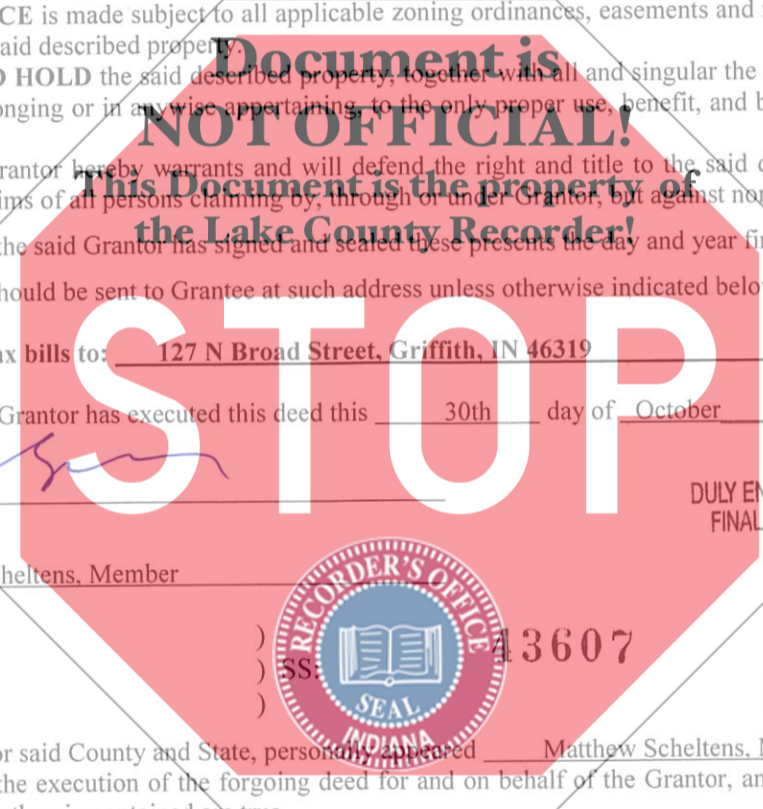 CE is made subject to all applicable zoning ordinances, easements and
aid described property.
Document is
O HOLD the said described property, together with all and singular the
onging or in anywise appertaining, to the only proper use, benefit, and b
NOT OFFICIAL!
rantor hereby warrants and will defend the right and title to the said
This Document is the property of
ims of all persons claiming by, through or under Grantor, but against non
the Lake County Recorder!
the said Grantor has signed and sealed these presents the day and year fir
hould be sent to Grantee at such address unless otherwise indicated below
STOP
ax bills to: 127 N Broad Street, Griffith, IN 46319
Grantor has executed this deed this 30th day of October
DULY EN
FINAL
heltens, Member
RECORDER'S OFFICE
SEAL
INDIANA
)
) SS:
)
43607
or said County and State, personally appeared Matthew Scheltens,
the execution of the forgoing deed for and on behalf of the Grantor, an